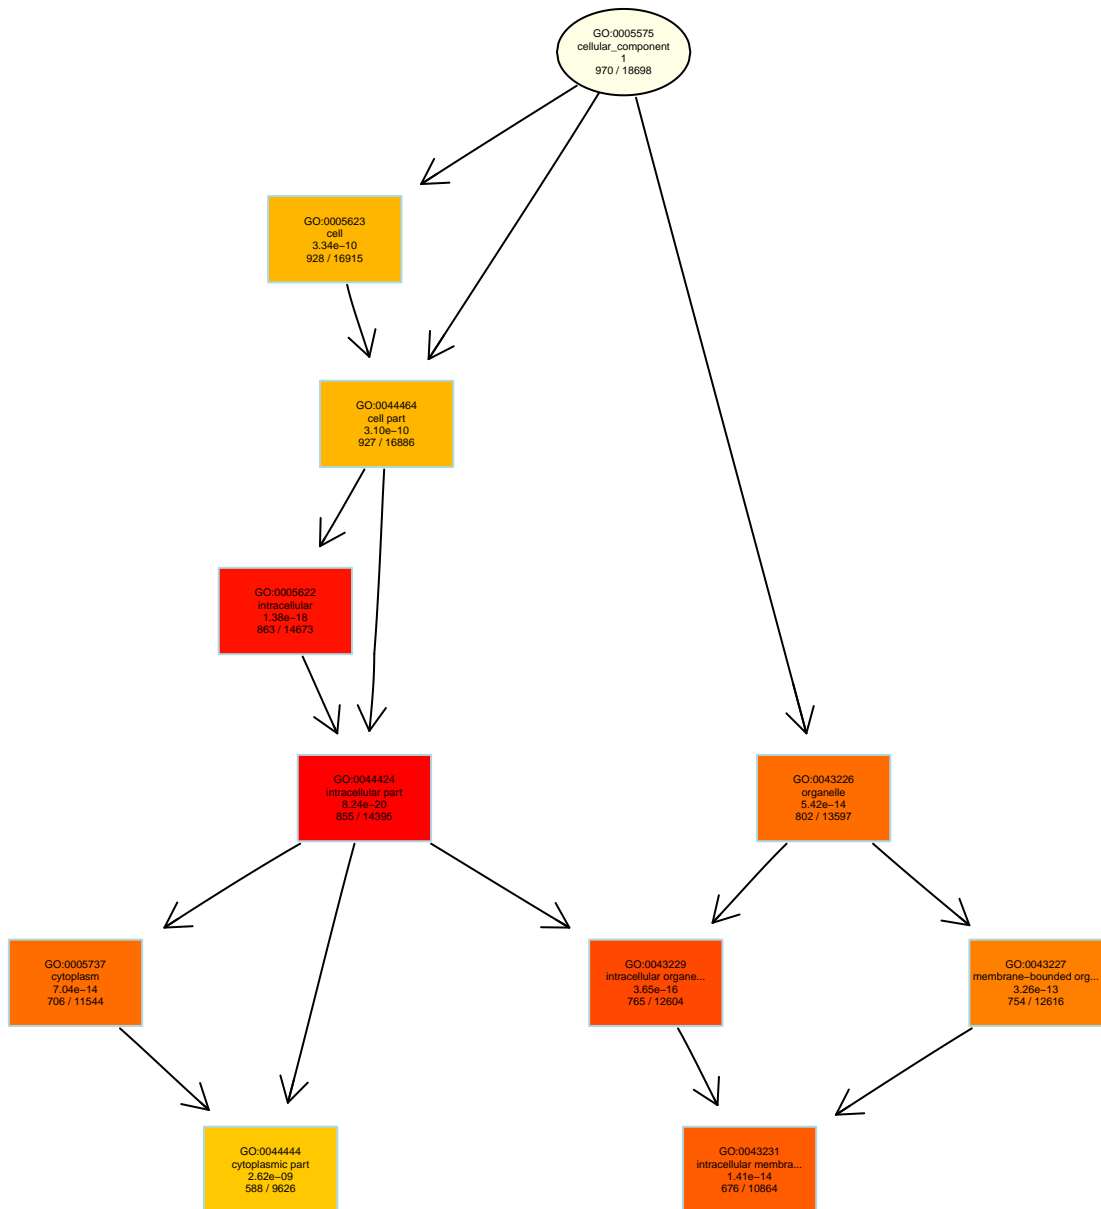 GO:0005575
cellular_component
1
970 / 18698
GO:0005623
cell
3.34e−10
928 / 16915
GO:0044464
cell part
3.10e−10
927 / 16886
GO:0005622
intracellular
1.38e−18
863 / 14673
GO:0044424
intracellular part
8.24e−20
855 / 14395
GO:0043226
organelle
5.42e−14
802 / 13597
GO:0005737
cytoplasm
7.04e−14
706 / 11544
GO:0043229
intracellular organe...
3.65e−16
765 / 12604
GO:0043227
membrane−bounded org...
3.26e−13
754 / 12616
GO:0044444
cytoplasmic part
2.62e−09
588 / 9626
GO:0043231
intracellular membra...
1.41e−14
676 / 10864